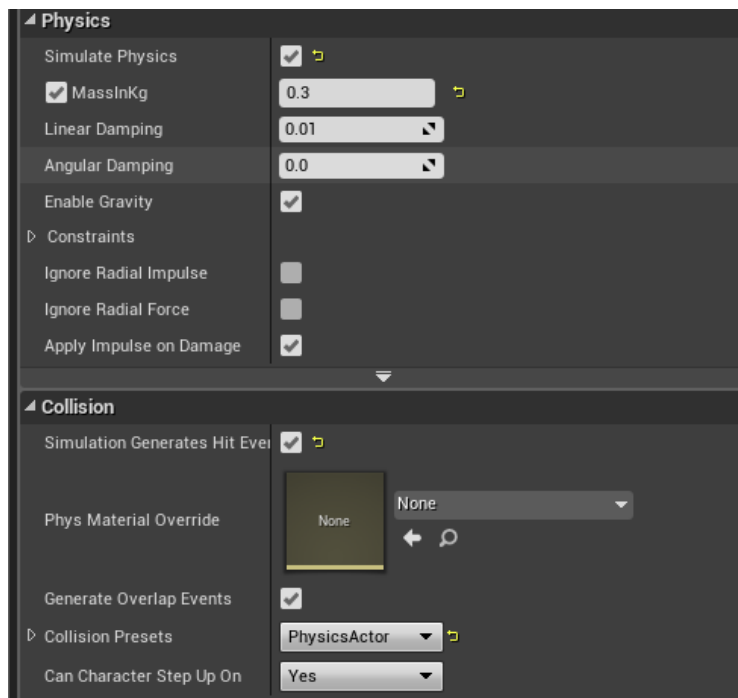 Physics
Simulate Physics
MassInKg 0.3
Linear Damping 0.01
Angular Damping 0.0
Enable Gravity
Constraints
Ignore Radial Impulse
Ignore Radial Force
Apply Impulse on Damage
Collision
Simulation Generates Hit Ever
Phys Material Override None None
Generate Overlap Events
Collision Presets PhysicsActor
Can Character Step Up On Yes